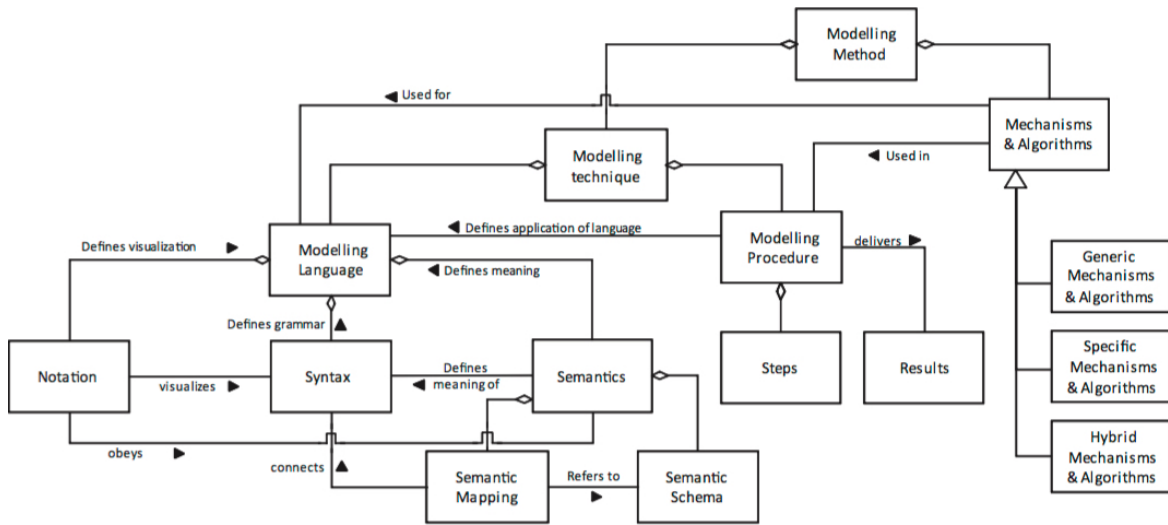 Modelling
Method
Used for
Mechanisms
& Algorithms
Modelling
technique
Used in
Defines visualization
Modelling
Language
Defines application of language
Modelling
Procedure
delivers
Defines meaning
Generic
Mechanisms
& Algorithms
Defines grammar
Notation
visualizes
Syntax
Defines
meaning of
Semantics
Steps
Results
Specific
Mechanisms
& Algorithms
obeys
connects
Semantic
Mapping
Refers to
Semantic
Schema
Hybrid
Mechanisms
& Algorithms